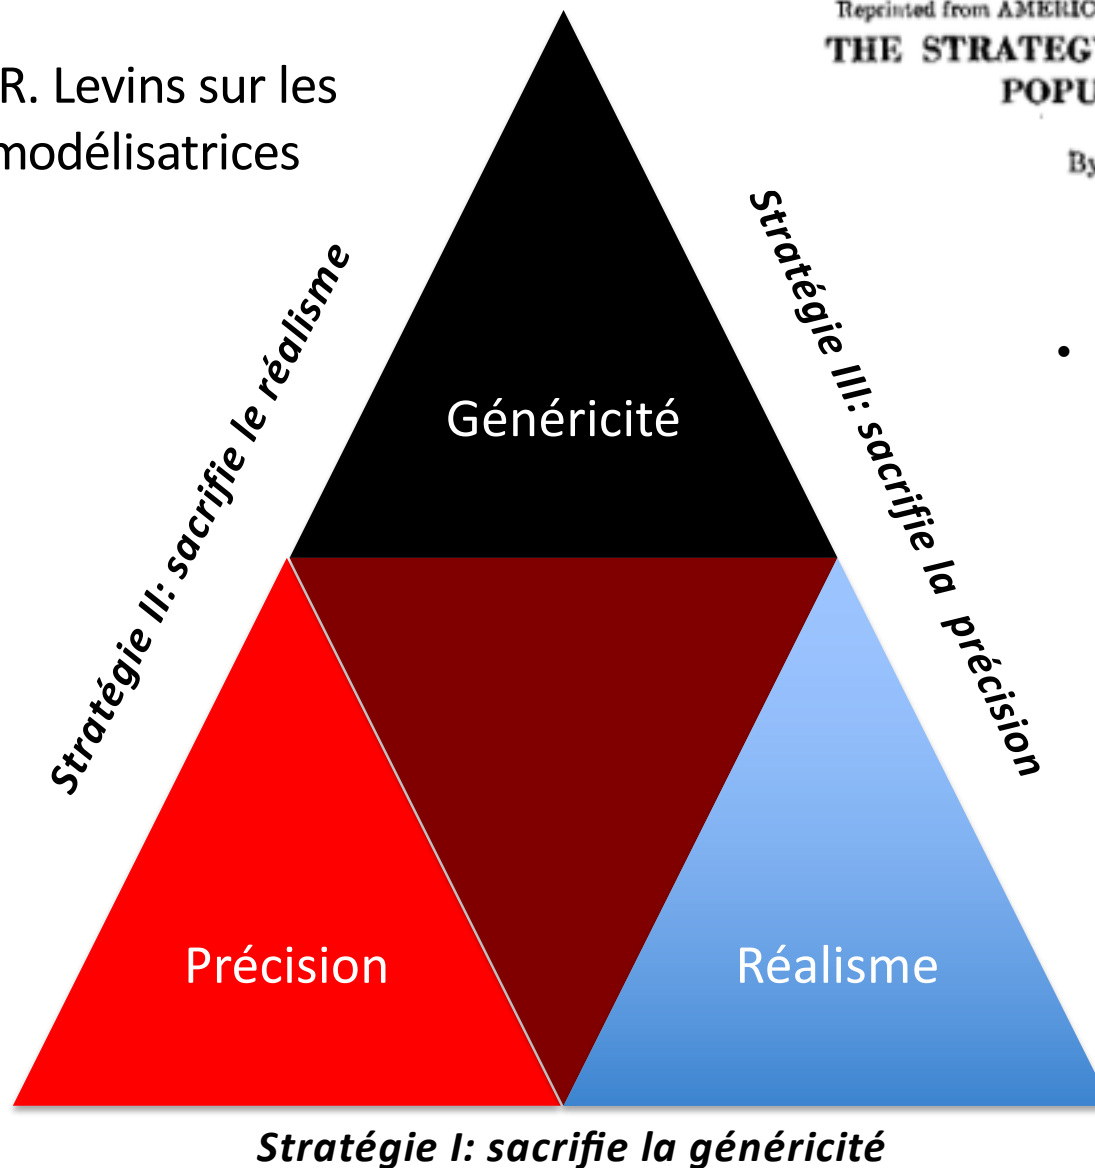 R. Levins sur les
modélisatrices
Reprinted from AMERIC
THE STRATEG
POPU
By
Stratégie II: sacrifie le réalisme
Stratégie III: sacrifie la précision
•
Généricité
Précision
Réalisme
Stratégie I: sacrifie la généricité